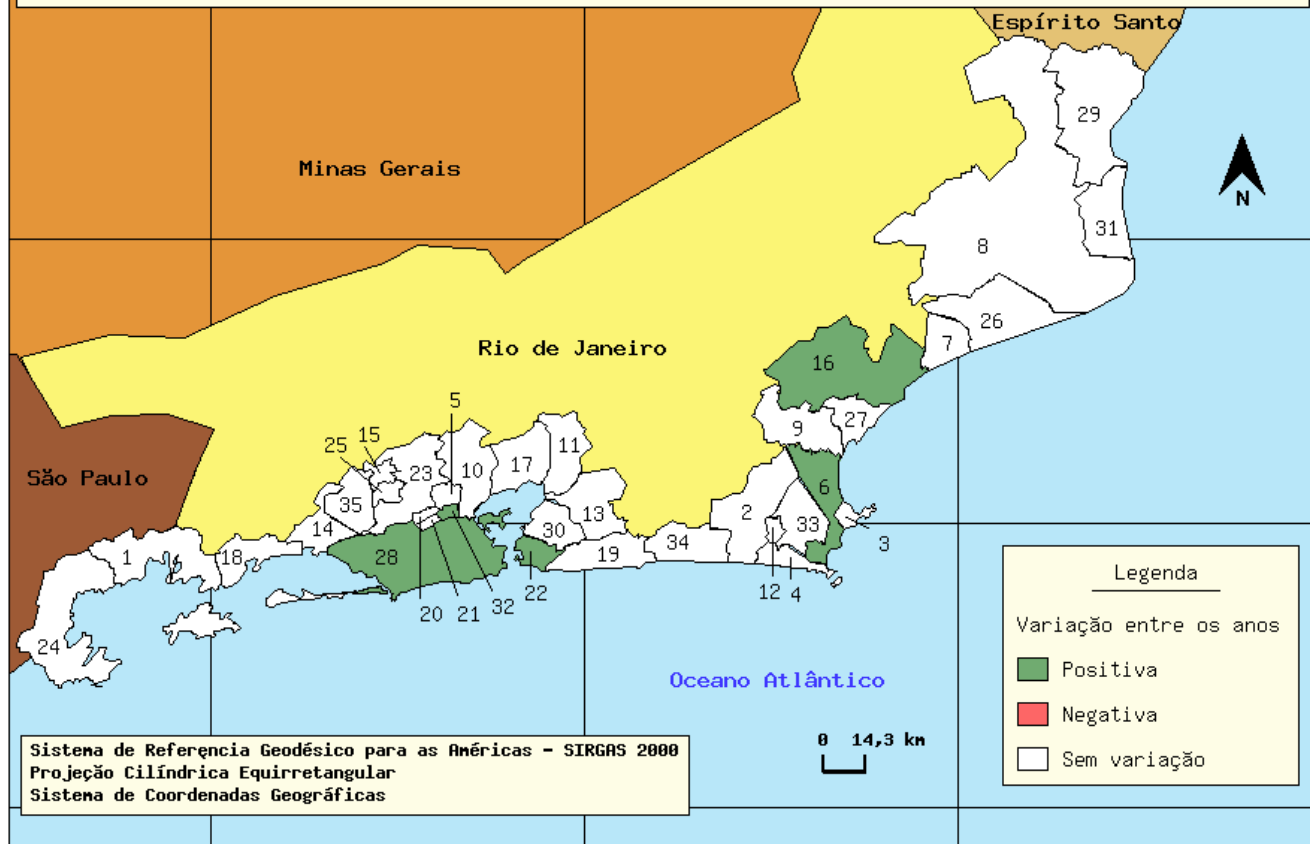 Espírito Santo
29
Minas Gerais
N
31
8
26
7
Rio de Janeiro
16
5
27
9
15
11
25
17
10
23
São Paulo
6
35
2
13
33
14
30
3
28
19
34
1
18
22
12
4
32
20
21
24
Legenda
Variação entre os anos
Positiva
Negativa
Sem variação
Oceano Atlântico
0 14,3 km
Sistema de Referençia Geodésico para as Américas - SIRGAS 2000
Projeção Cilíndrica Equirretangular
Sistema de Coordenadas Geográficas